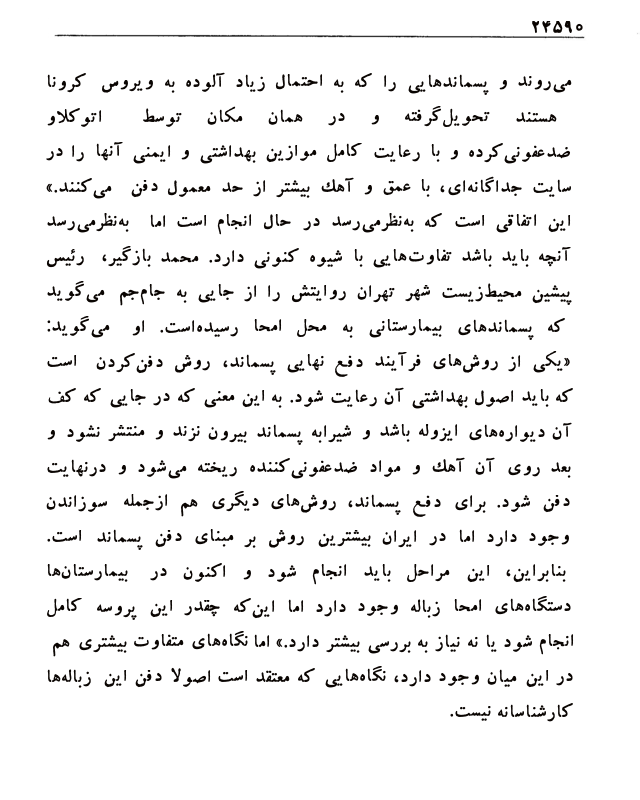 ۲۴۵۹۰
می‌روند و پسماندهایی را که به احتمال زیاد آلوده به ویروس کرونا
هستند تحویل‌گرفته و در همان مکان توسط اتوکلاو
ضدعفونی‌کرده و با رعایت کامل موازین بهداشتی و ایمنی آنها را در
سایت جداگانه‌ای، با عمق و آهك بیشتر از حد معمول دفن می‌کنند.»
این اتفاقی است که به‌نظرمی‌رسد در حال انجام است اما به‌نظرمی‌رسد
آنچه باید باشد تفاوت‌هایی با شیوه کنونی دارد. محمد بازگیر، رئیس
پیشین محیط‌زیست شهر تهران روایتش را از جایی به جام‌جم می‌گوید
که پسماندهای بیمارستانی به محل امحا رسیده‌است. او می‌گوید:
«یکی از روش‌های فرآیند دفع نهایی پسماند، روش دفن‌کردن است
که باید اصول بهداشتی آن رعایت شود. به این معنی که در جایی که کف
آن دیواره‌های ایزوله باشد و شیرابه پسماند بیرون نزند و منتشر نشود و
بعد روی آن آهك و مواد ضدعفونی‌کننده ریخته می‌شود و درنهایت
دفن شود. برای دفع پسماند، روش‌های دیگری هم ازجمله سوزاندن
وجود دارد اما در ایران بیشترین روش بر مبنای دفن پسماند است.
بنابراین، این مراحل باید انجام شود و اکنون در بیمارستان‌ها
دستگاه‌های امحا زباله وجود دارد اما این‌که چقدر این پروسه کامل
انجام شود یا نه نیاز به بررسی بیشتر دارد.» اما نگاه‌های متفاوت بیشتری هم
در این میان وجود دارد، نگاه‌هایی که معتقد است اصولا دفن این زباله‌ها
کارشناسانه نیست.